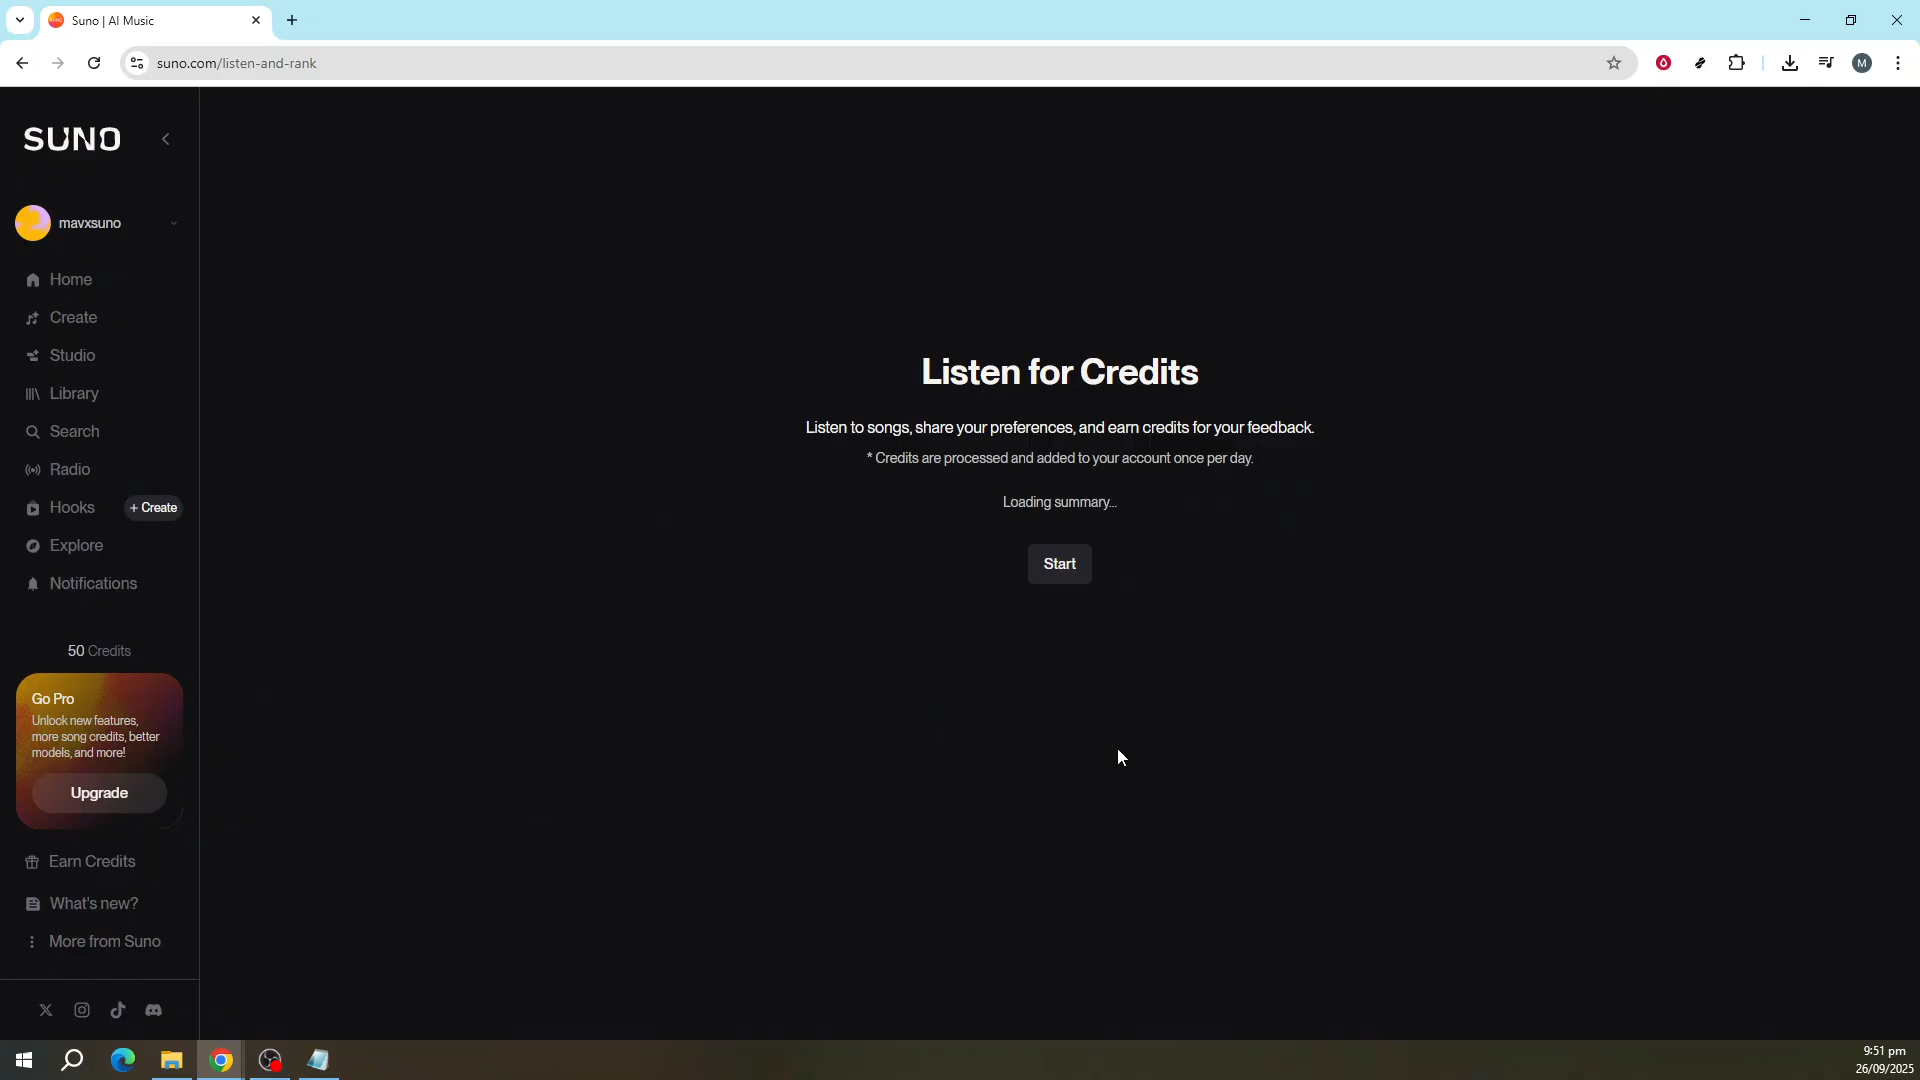 Suno | AI Music
suno.com/listen-and-rank
M
SUNO
mavxsuno
Home
Create
Studio
Library
Search
Radio
Hooks
+ Create
Explore
Notifications
50 Credits
Go Pro
Unlock new features,
more song credits, better
models, and more!
Upgrade
Earn Credits
What's new?
More from Suno
Listen for Credits
Listen to songs, share your preferences, and earn credits for your feedback.
* Credits are processed and added to your account once per day.
Loading summary...
Start
9:51 pm
26/09/2025